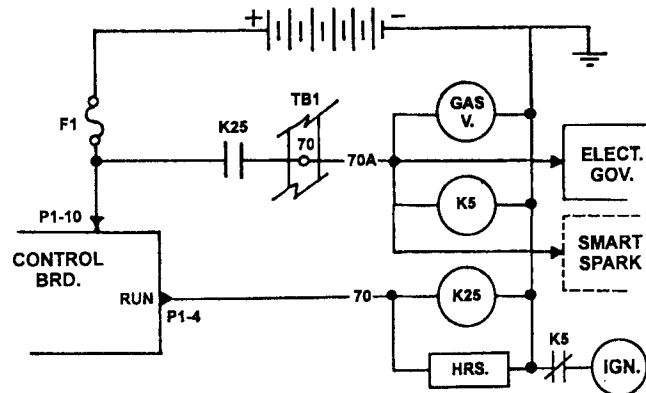 + −
F1
K25
TB1
70
70A
GAS
V.
ELECT.
GOV.
K5
SMART
SPARK
P1-10
CONTROL
BRD.
RUN
P1-4
70
K25
HRS.
K5
IGN.